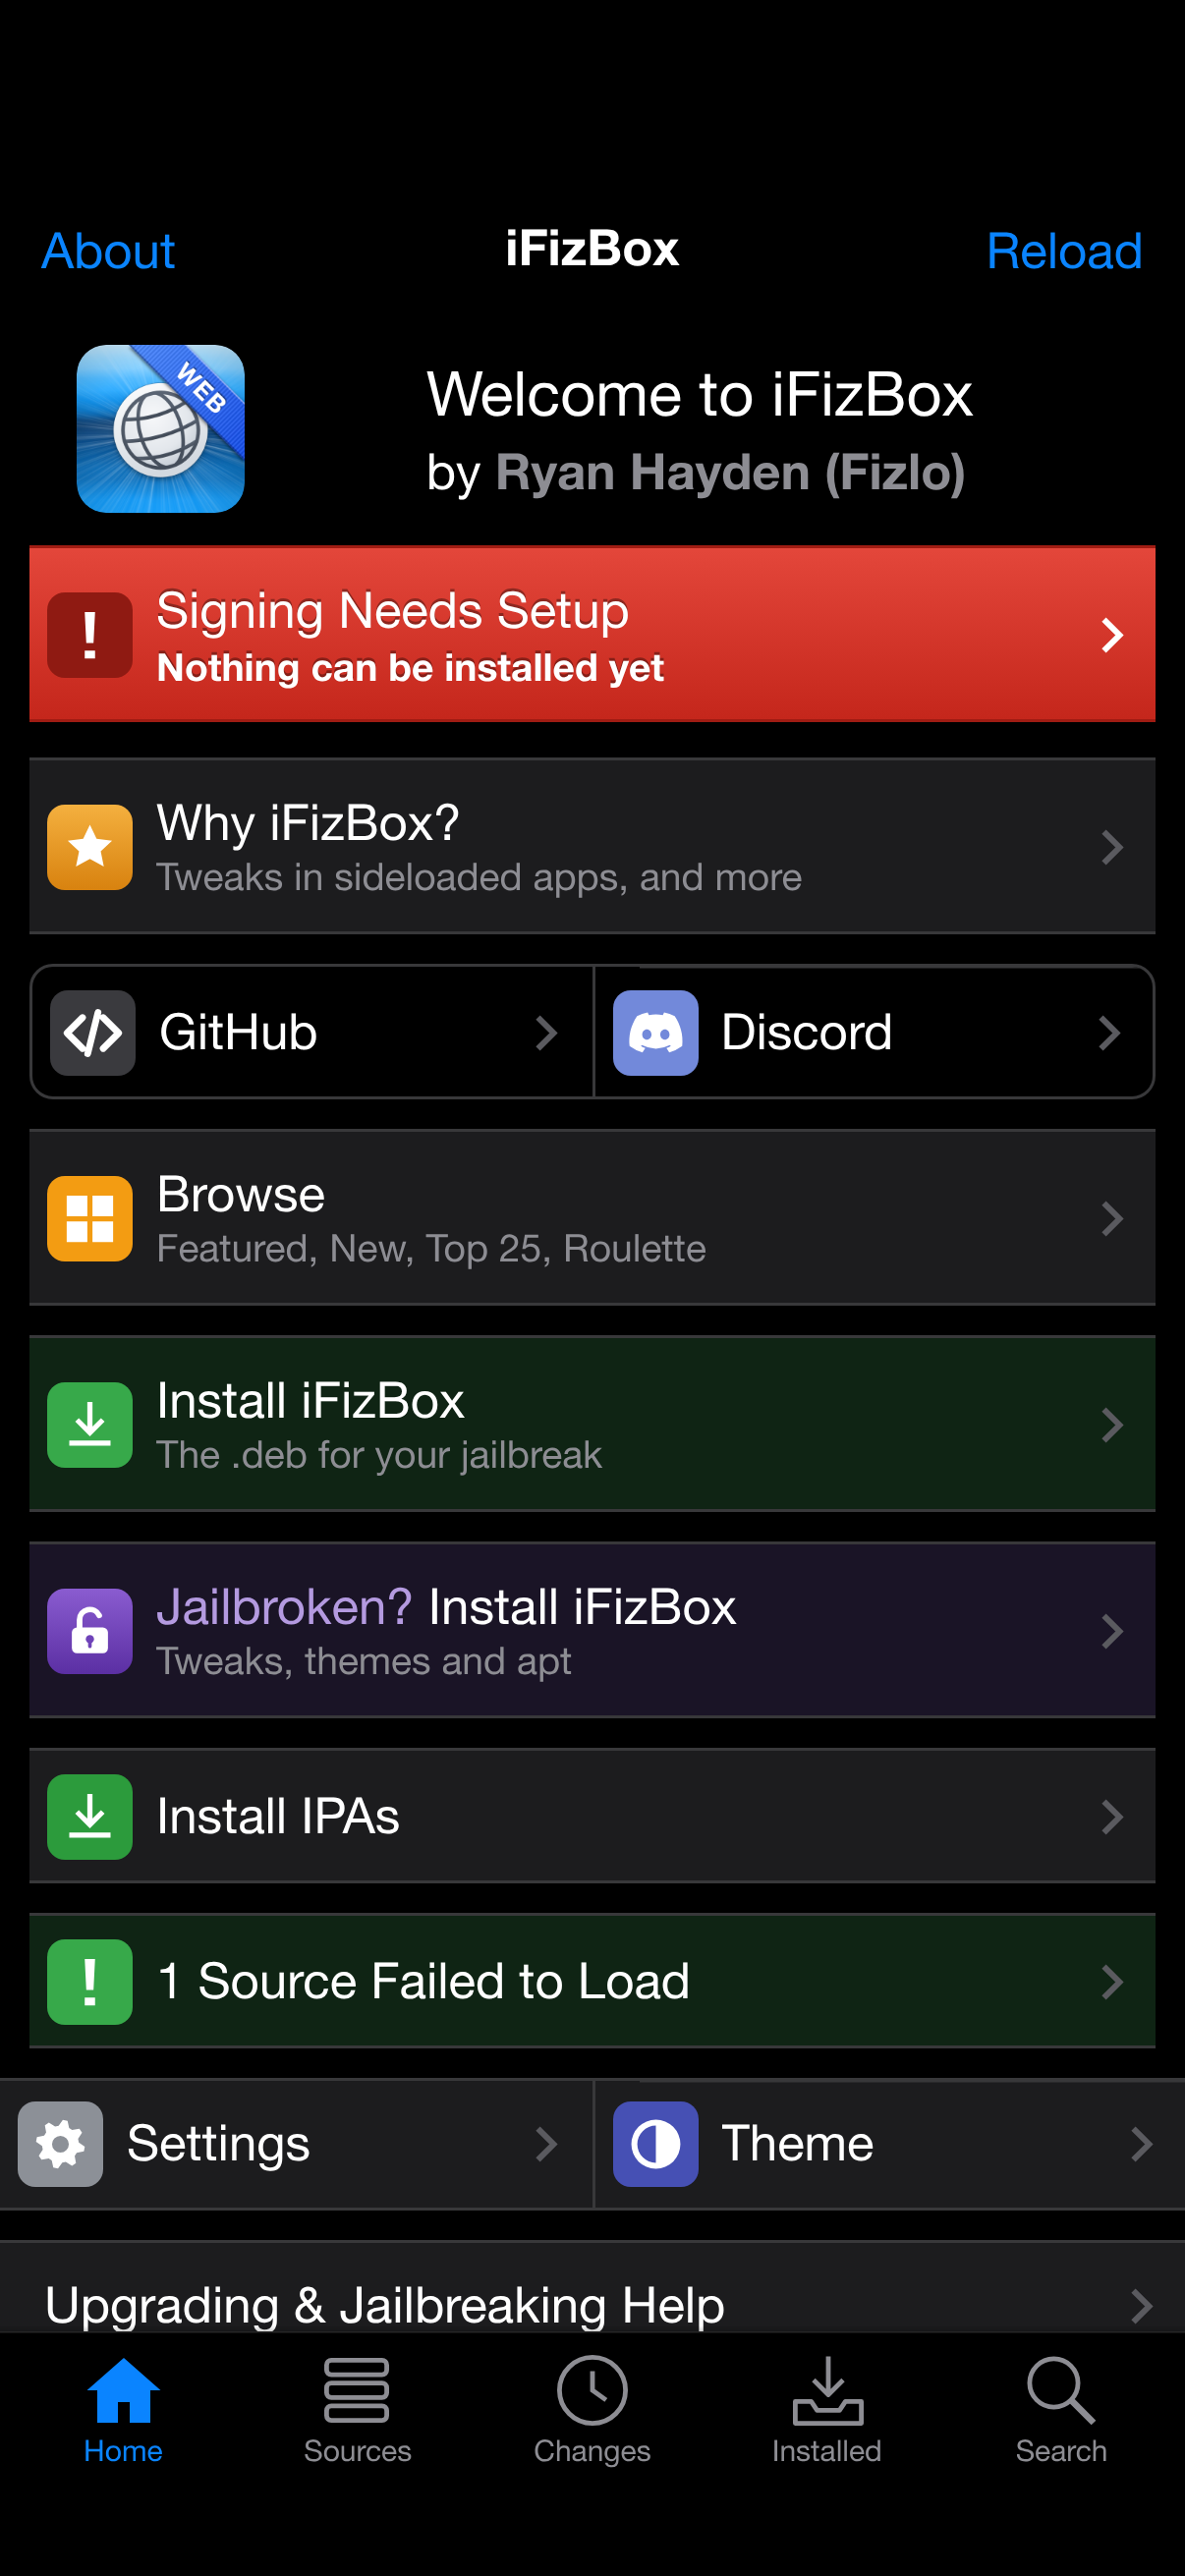 About
iFizBox
Reload
WEB
Welcome to iFizBox
by Ryan Hayden (Fizlo)
Signing Needs Setup
Nothing can be installed yet
Why iFizBox?
Tweaks in sideloaded apps, and more
GitHub
Discord
Browse
Featured, New, Top 25, Roulette
Install iFizBox
The .deb for your jailbreak
Jailbroken? Install iFizBox
Tweaks, themes and apt
Install IPAs
1 Source Failed to Load
Settings
Theme
Upgrading & Jailbreaking Help
Home
Sources
Changes
Installed
Search